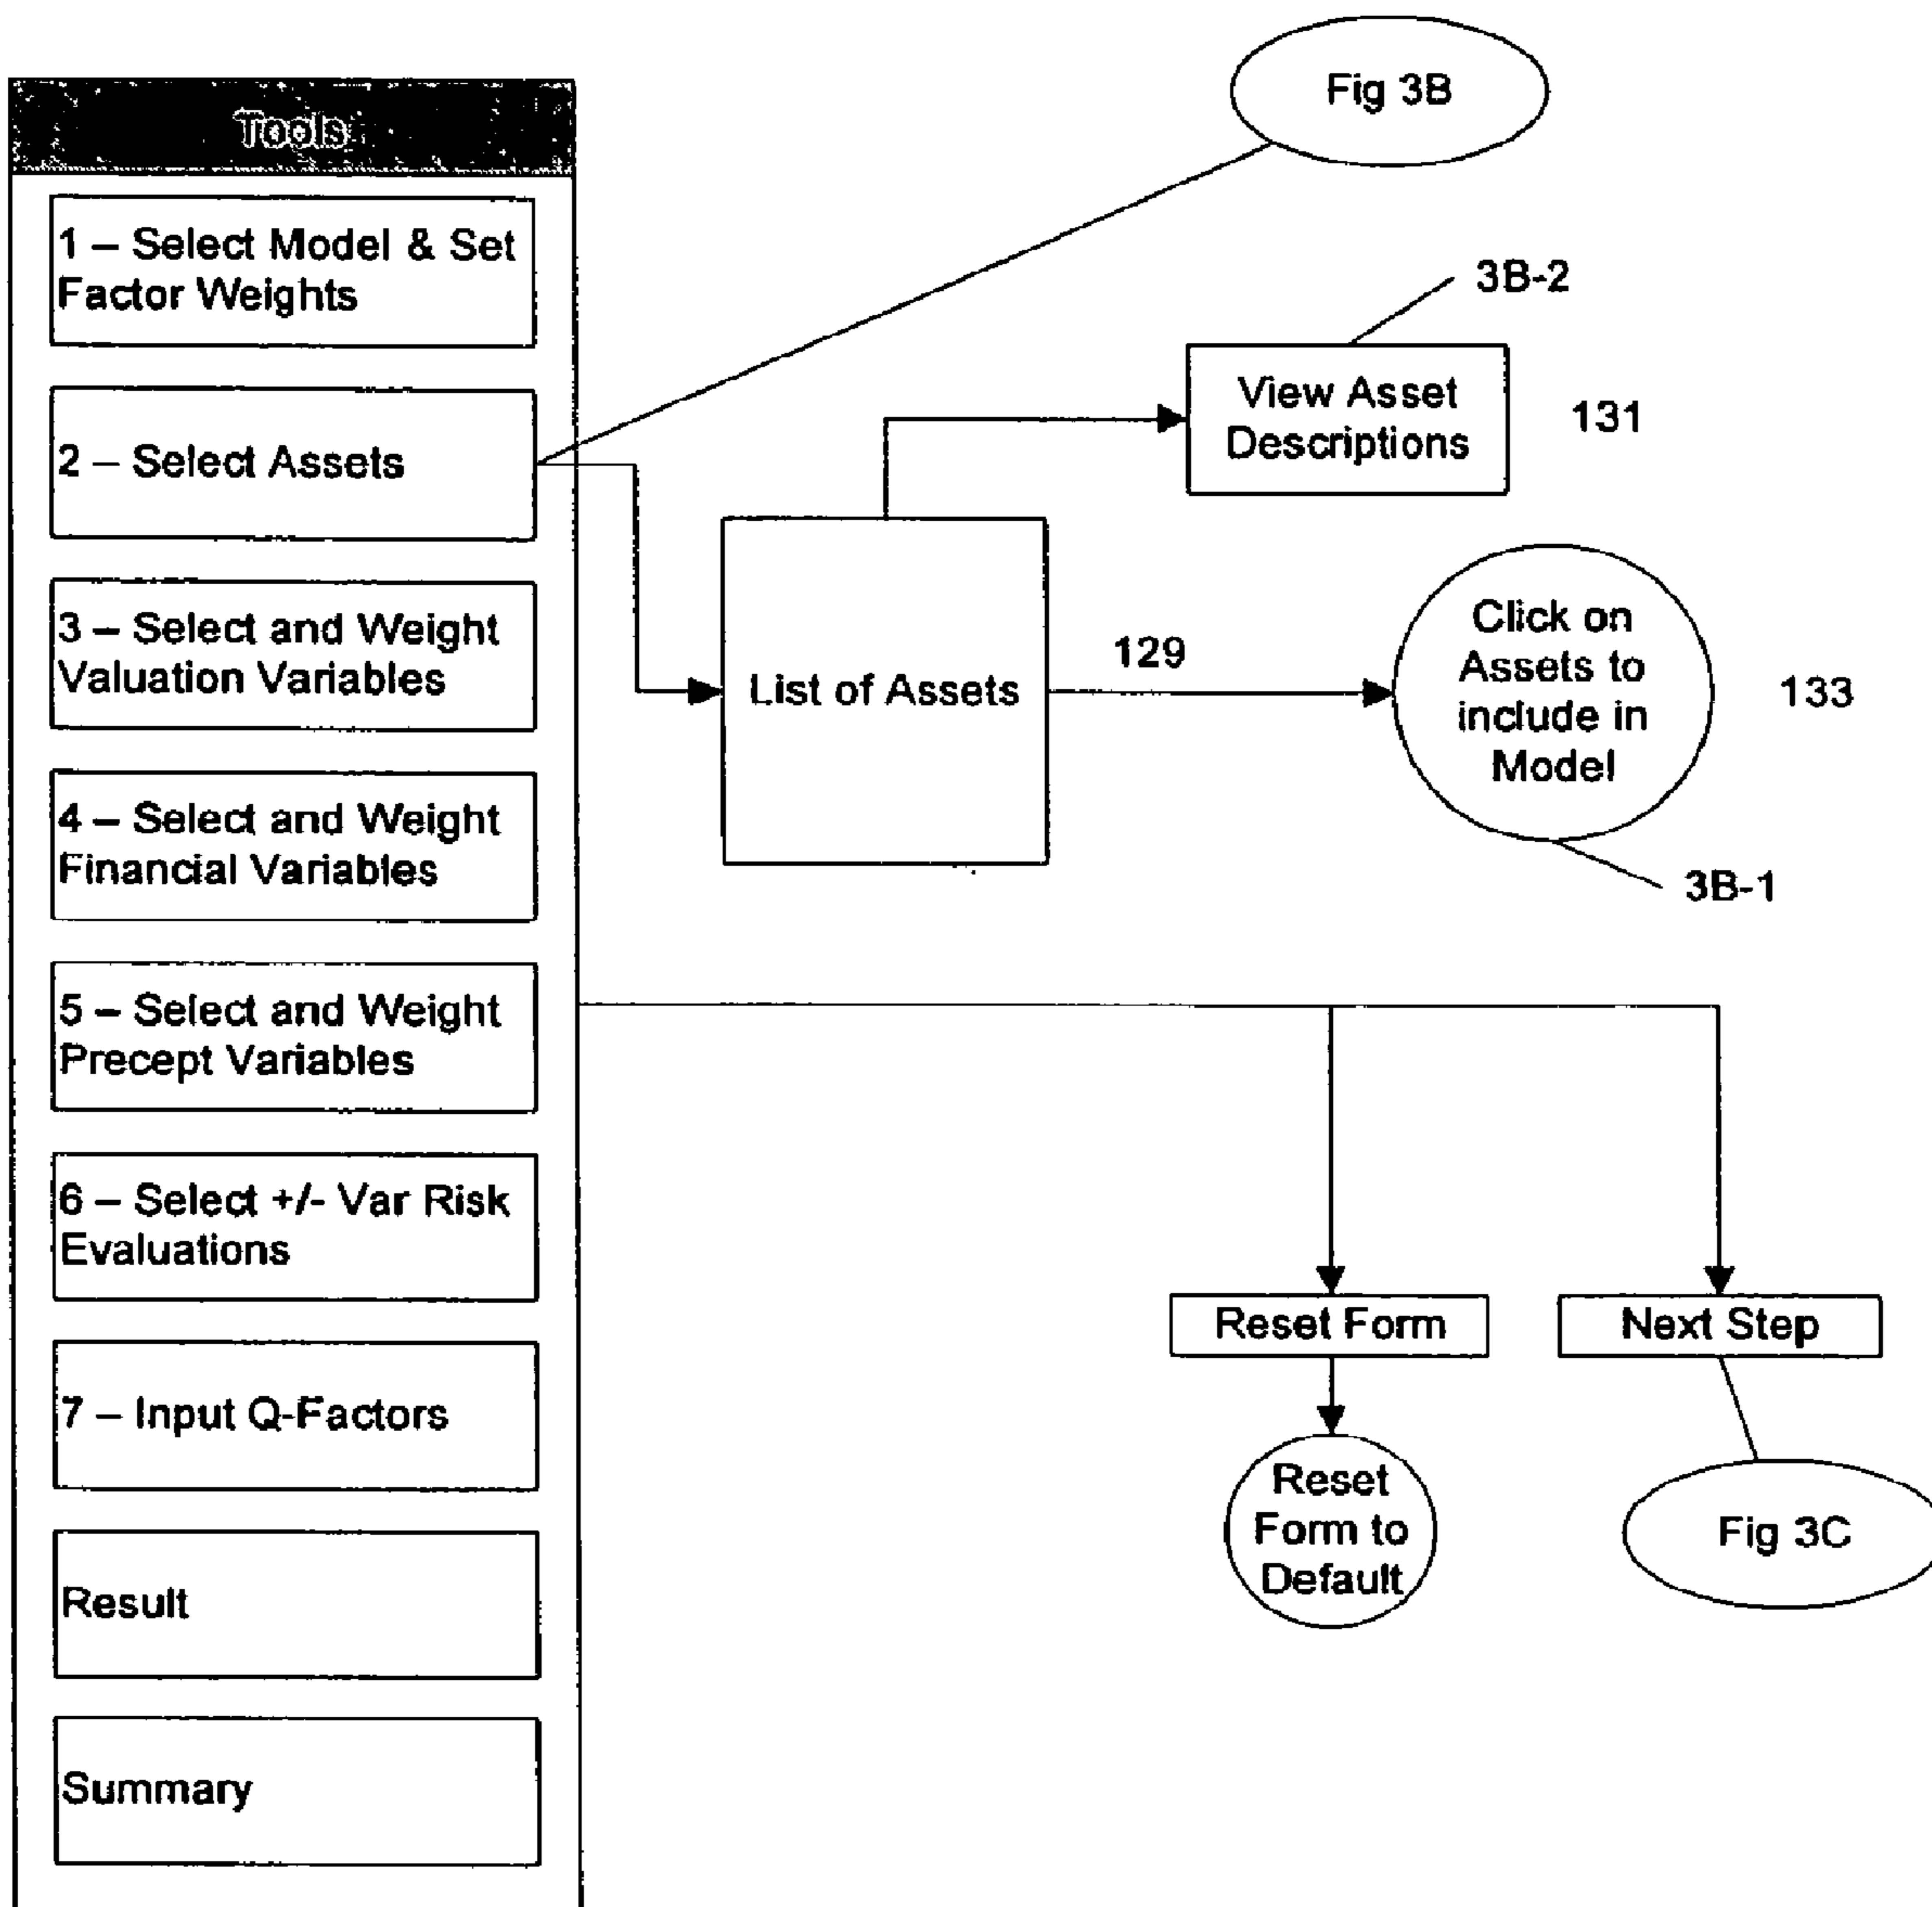 Tools
1 – Select Model & Set
Factor Weights
2 – Select Assets
3 – Select and Weight
Valuation Variables
4 – Select and Weight
Financial Variables
5 – Select and Weight
Precept Variables
6 – Select +/- Var Risk
Evaluations
7 – Input Q-Factors
Result
Summary
Fig 3B
3B-2
View Asset
Descriptions
131
List of Assets
129
Click on
Assets to
include in
Model
133
3B-1
Reset Form
Next Step
Reset
Form to
Default
Fig 3C